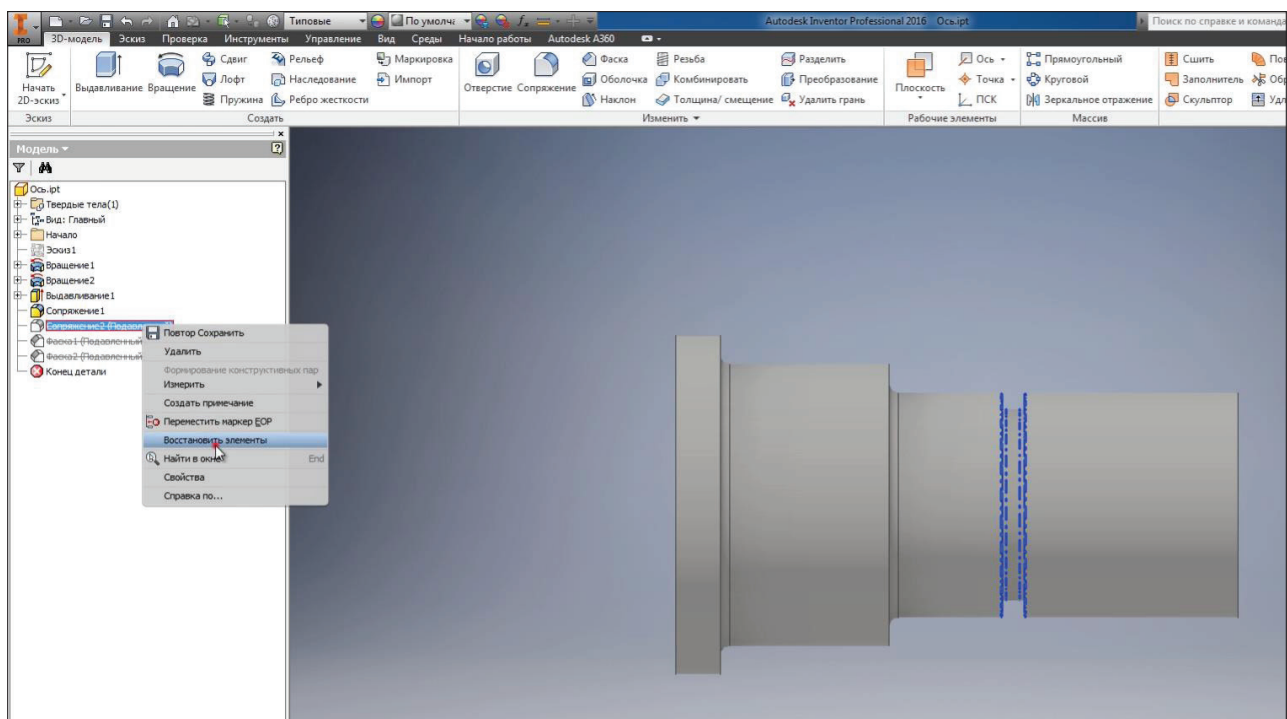 Типовые По умолча Autodesk Inventor Professional 2016 Ось.ipt Поиск по справке и команда
PRO 3D-модель Эскиз Проверка Инструменты Управление Вид Среды Начало работы Autodesk A360
Сдвиг Рельеф Маркировка Фаска Резьба Разделить Ось Прямоугольный Сшить
Начать 2D-эскиз Выдавливание Вращение Лофт Наследование Импорт Отверстие Сопряжение Оболочка Комбинировать Преобразование Плоскость Точка Круговой Заполнитель
Пружина Ребро жесткости Наклон Толщина/ смещение Удалить грань ПСК Зеркальное отражение Скульптор
Эскиз Создать Изменить Рабочие элементы Массив
Модель
Ось.ipt
Твердые тела(1)
Вид: Главный
Начало
Эскиз1
Вращение1
Вращение2
Выдавливание1
Сопряжение1
Сопряжение2
Фаска1 (Подавленный
Фаска2 (Подавленный
Конец детали
Повтор Сохранить
Удалить
Формирование конструктивных пар
Измерить
Создать примечание
Переместить маркер EOP
Восстановить элементы
Найти в окне End
Свойства
Справка по...